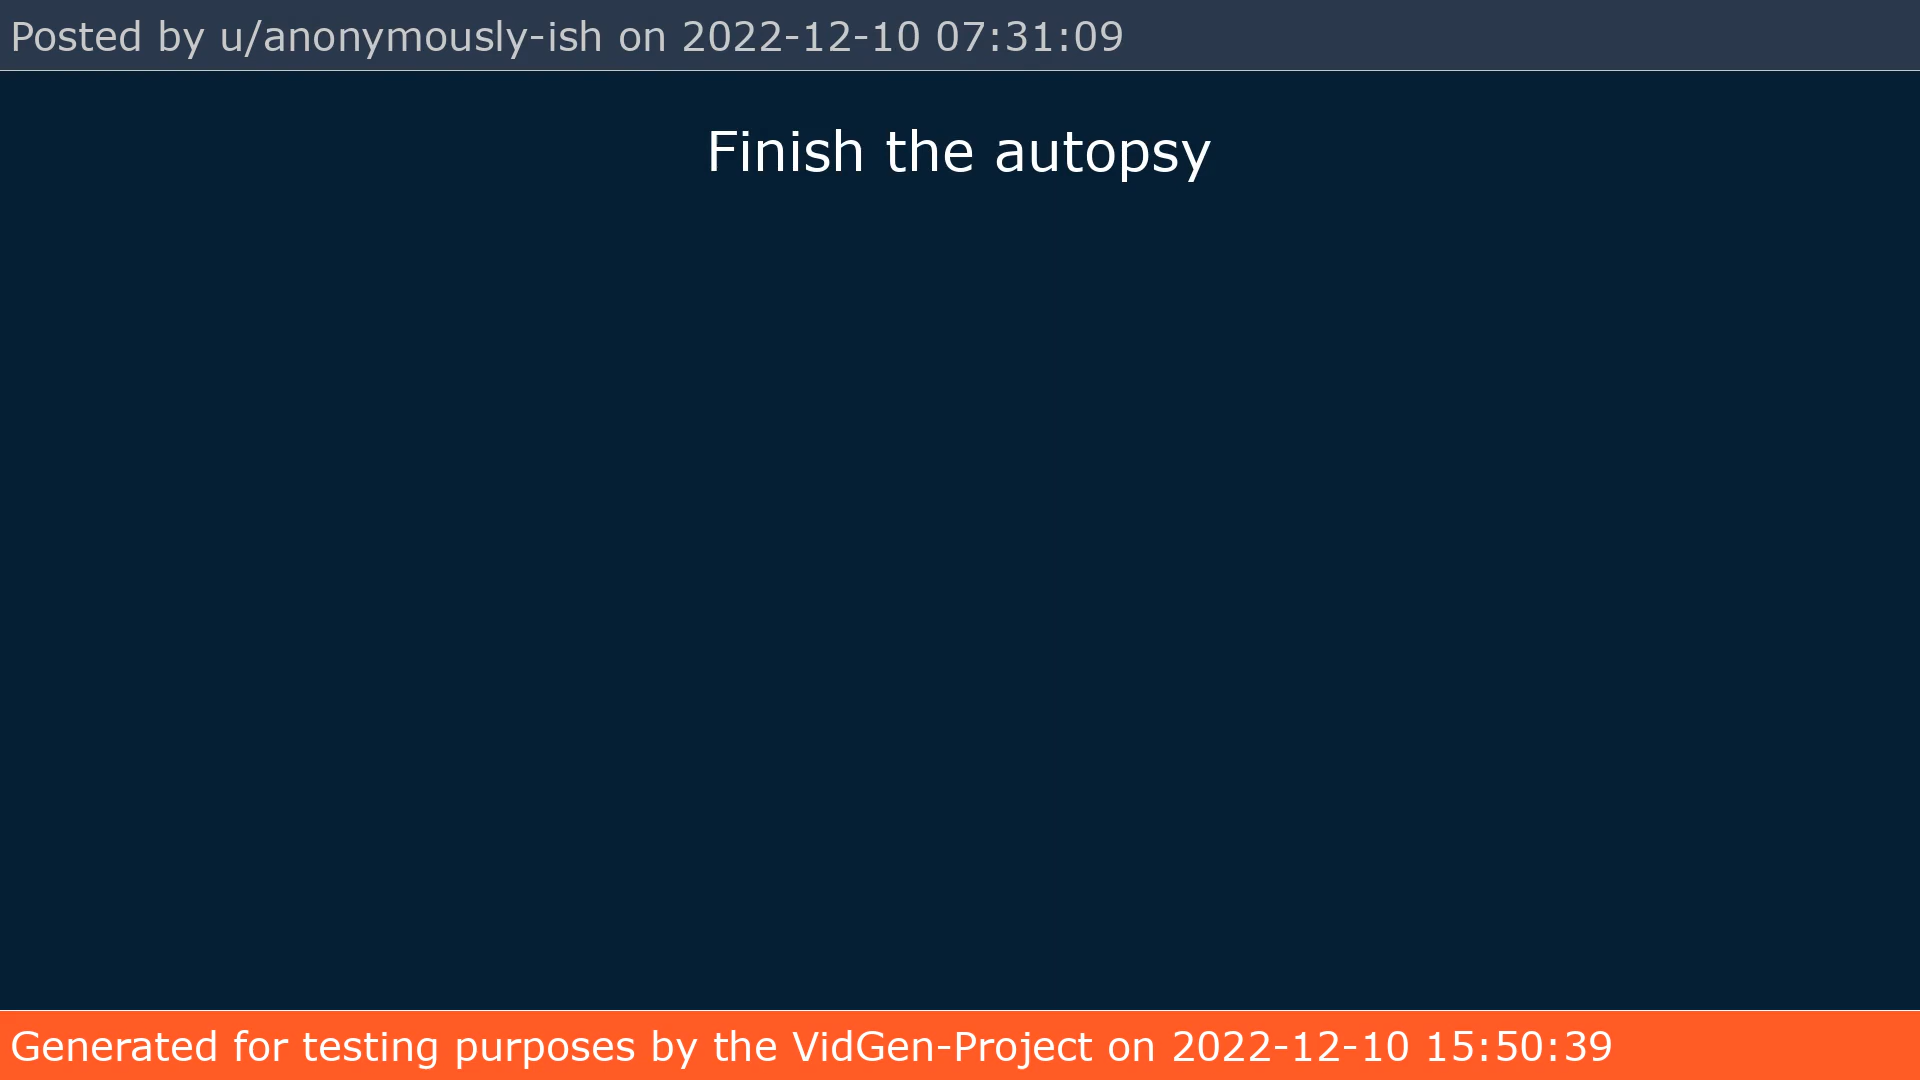 Posted by u/anonymously-ish on 2022-12-10 07:31:09
Finish the autopsy
Generated for testing purposes by the VidGen-Project on 2022-12-10 15:50:39